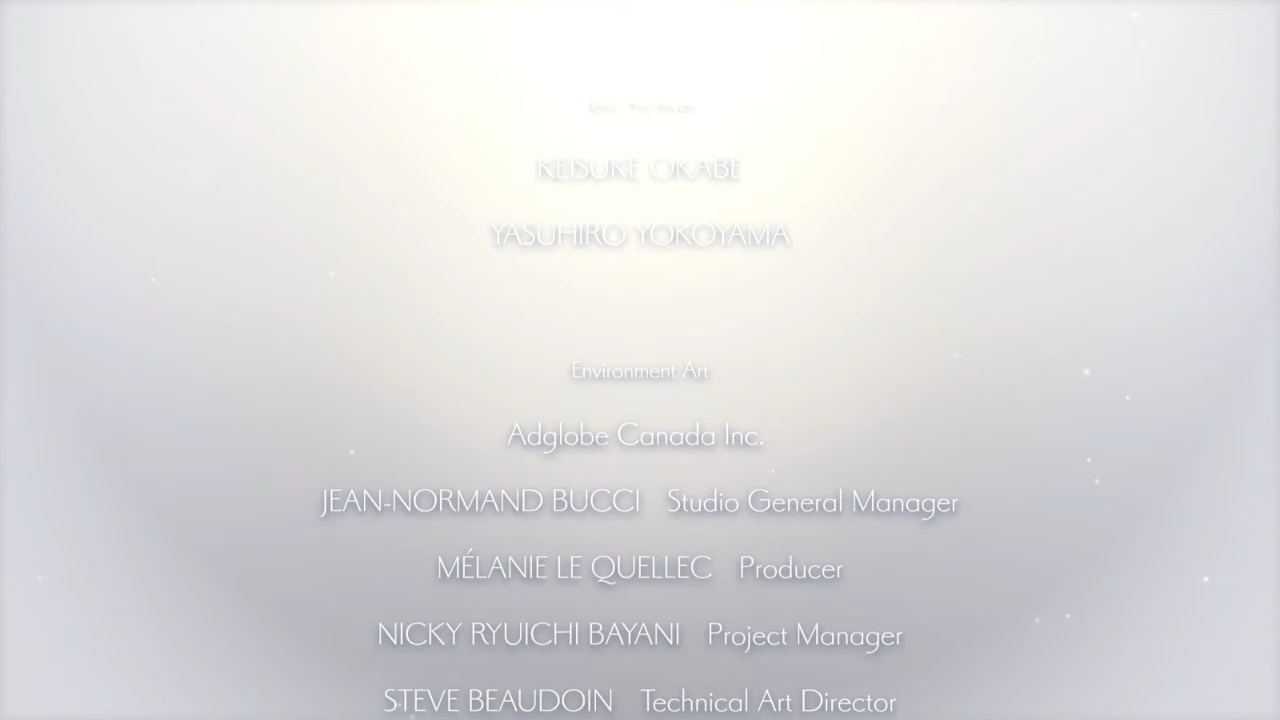 KEISUKE OKABE
YASUHIRO YOKOYAMA
Environment Art
Adglobe Canada Inc.
JEAN-NORMAND BUCCI Studio General Manager
MÉLANIE LE QUELLEC Producer
NICKY RYUICHI BAYANI Project Manager
STEVE BEAUDOIN Technical Art Director